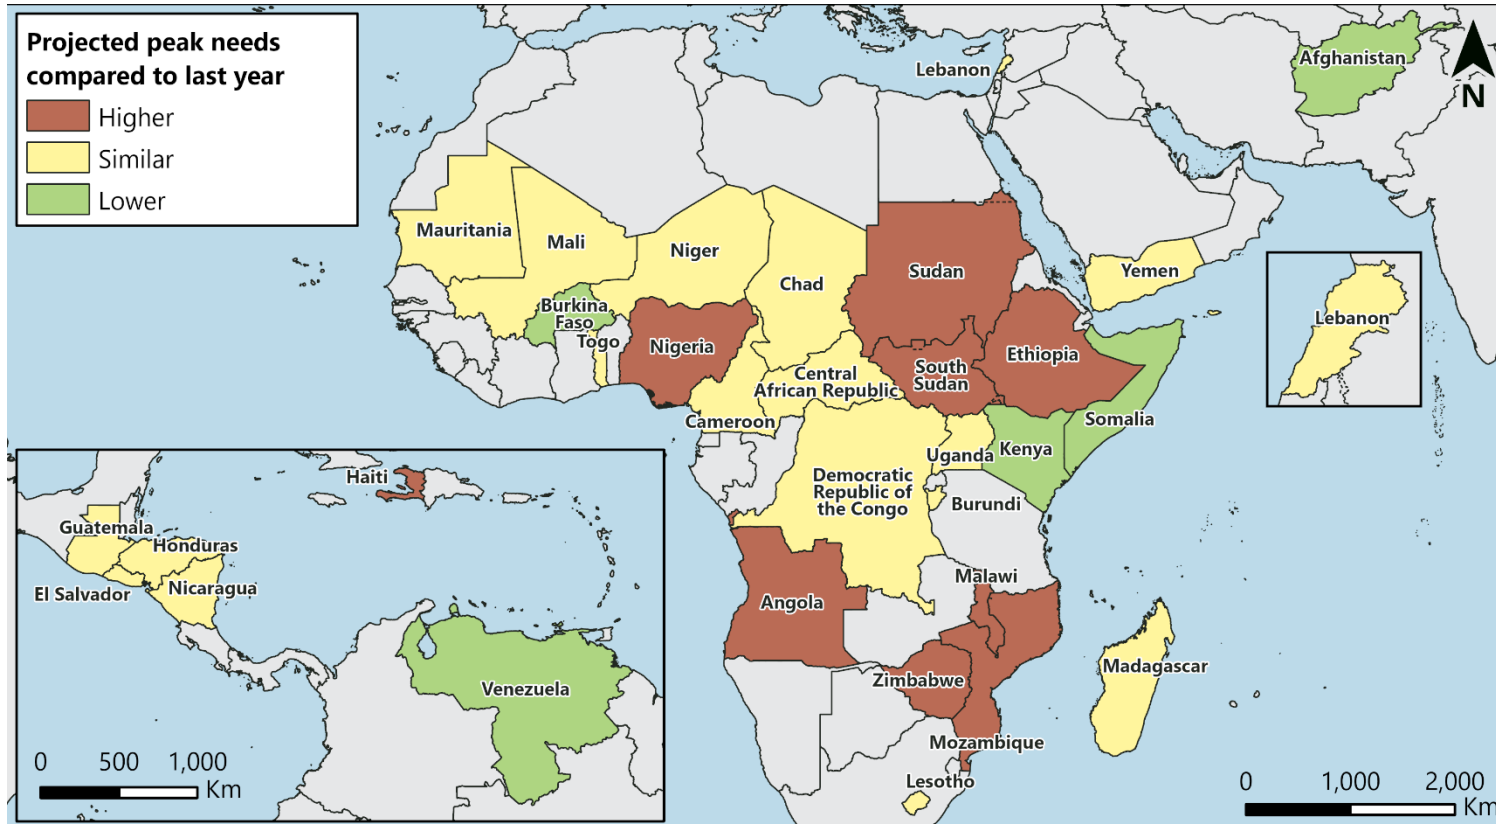 Projected peak needs
compared to last year
Higher
Similar
Lower
Lebanon
Afghanistan
N
Mauritania
Mali
Niger
Chad
Sudan
Yemen
Burkina
Faso
Togo
Nigeria
Ethiopia
South
Sudan
Central
African Republic
Cameroon
Somalia
Kenya
Uganda
Democratic
Republic of
the Congo
Burundi
Malawi
Angola
Zimbabwe
Mozambique
Lesotho
Madagascar
Lebanon
Haiti
Guatemala
Honduras
El Salvador
Nicaragua
Venezuela
0 500 1,000
Km
0 1,000 2,000
Km